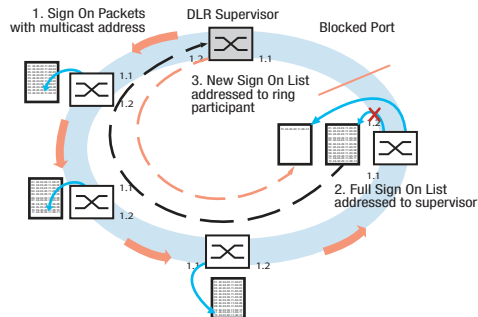 1. Sign On Packets
with multicast address
DLR Supervisor
Blocked Port
1.2
1.1
3. New Sign On List
addressed to ring
participant
1.1
1.2
1.2
1.1
2. Full Sign On List
addressed to supervisor
1.1
1.2
1.1
1.2